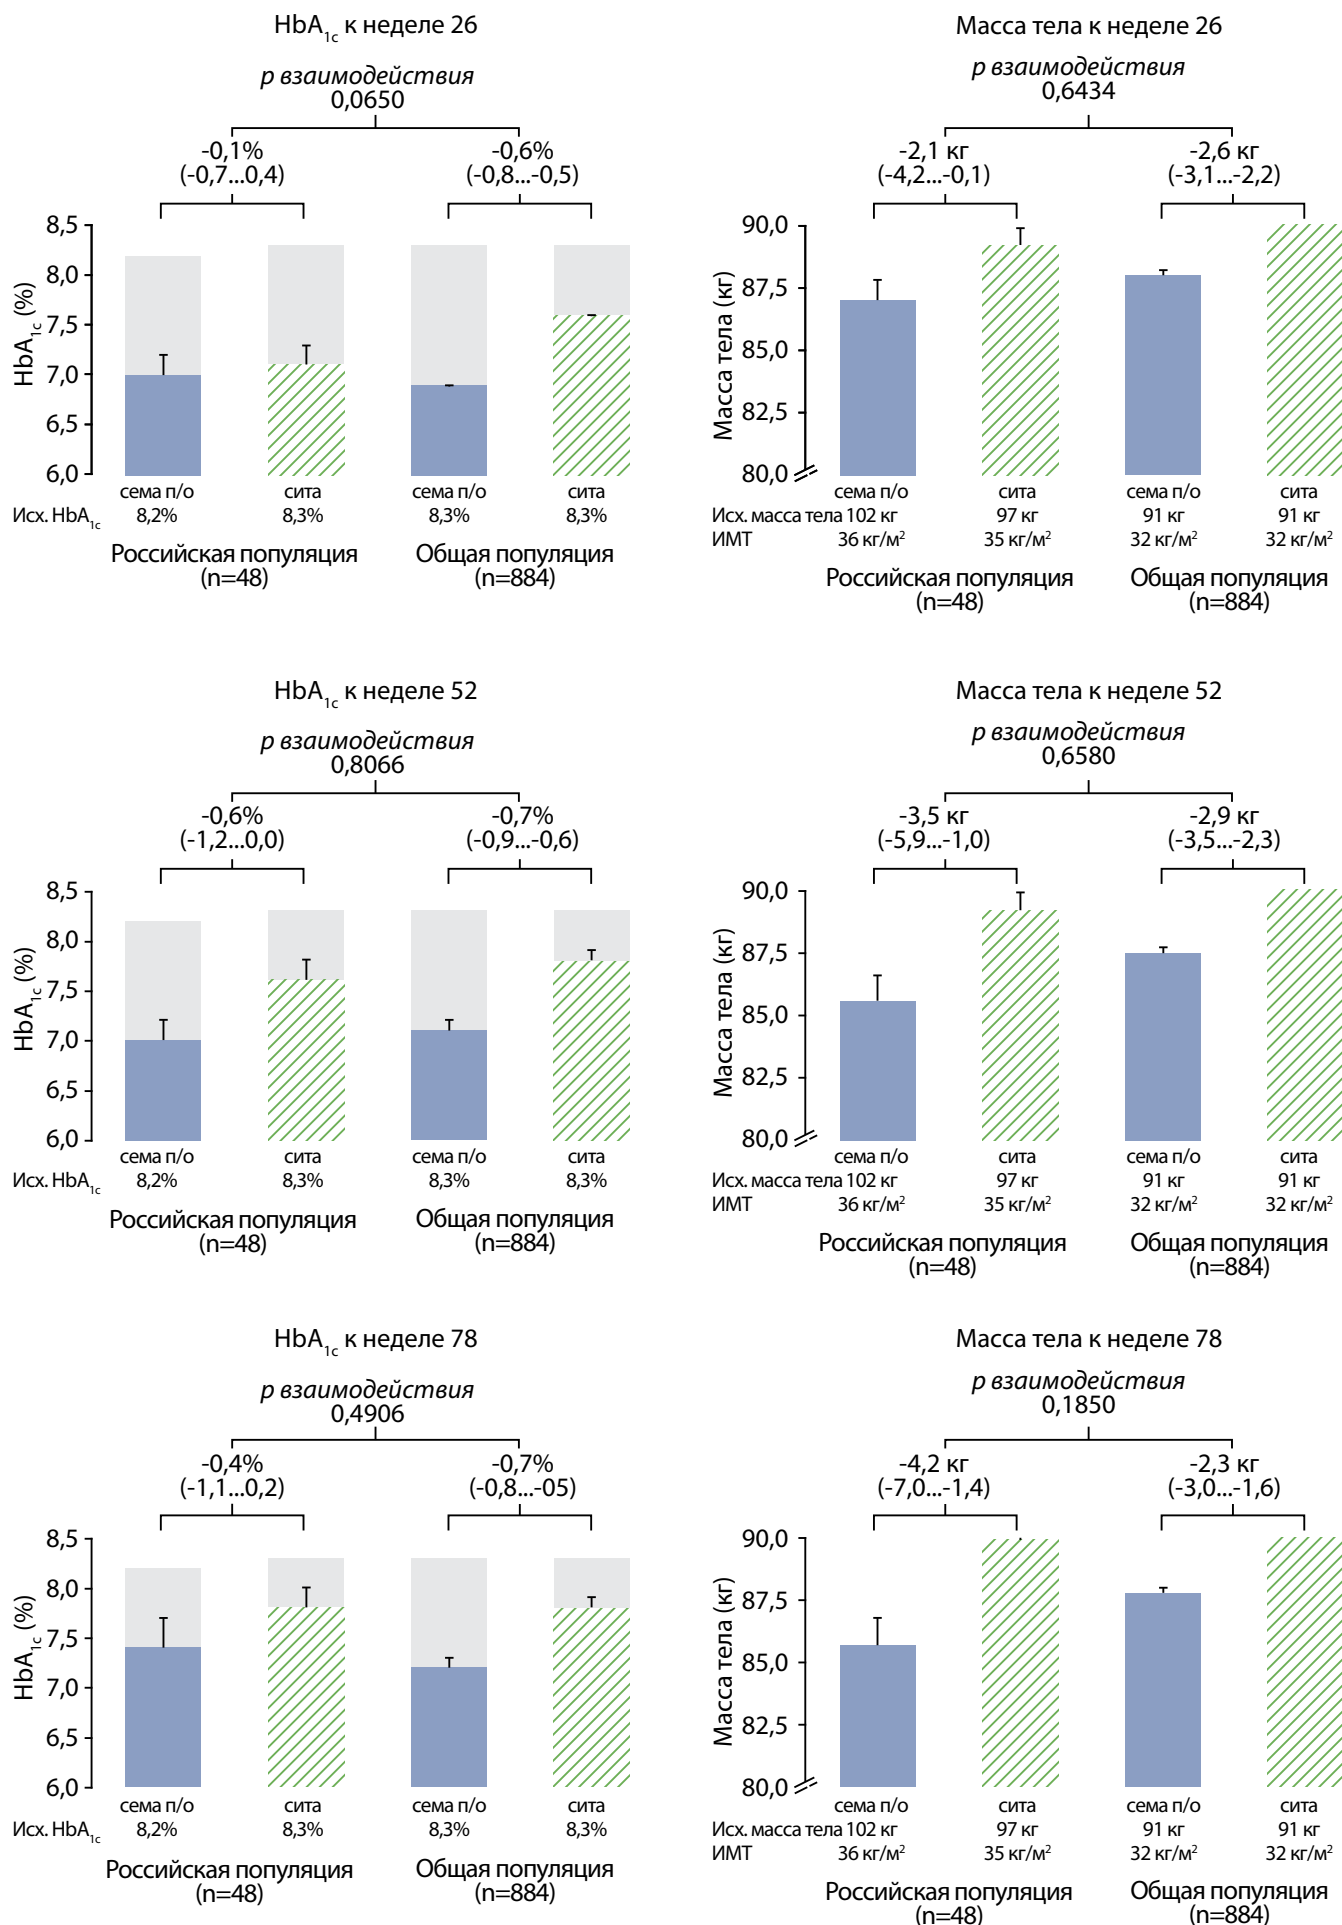 HbA1c к неделе 26
р взаимодействия
0,0650
-0,1%
(-0,7...0,4)
-0,6%
(-0,8...-0,5)
HbA1c (%)
8,5
8,0
7,5
7,0
6,5
6,0
сема п/о
сита
сема п/о
сита
Исх. HbA1c 8,2% 8,3% 8,3% 8,3%
Российская популяция
(n=48)
Общая популяция
(n=884)
Масса тела к неделе 26
р взаимодействия
0,6434
-2,1 кг
(-4,2...-0,1)
-2,6 кг
(-3,1...-2,2)
Масса тела (кг)
90,0
87,5
85,0
82,5
80,0
сема п/о
сита
сема п/о
сита
Исх. масса тела 102 кг 97 кг 91 кг 91 кг
ИМТ 36 кг/м² 35 кг/м² 32 кг/м² 32 кг/м²
Российская популяция
(n=48)
Общая популяция
(n=884)
HbA1c к неделе 52
р взаимодействия
0,8066
-0,6%
(-1,2...0,0)
-0,7%
(-0,9...-0,6)
HbA1c (%)
8,5
8,0
7,5
7,0
6,5
6,0
сема п/о
сита
сема п/о
сита
Исх. HbA1c 8,2% 8,3% 8,3% 8,3%
Российская популяция
(n=48)
Общая популяция
(n=884)
Масса тела к неделе 52
р взаимодействия
0,6580
-3,5 кг
(-5,9...-1,0)
-2,9 кг
(-3,5...-2,3)
Масса тела (кг)
90,0
87,5
85,0
82,5
80,0
сема п/о
сита
сема п/о
сита
Исх. масса тела 102 кг 97 кг 91 кг 91 кг
ИМТ 36 кг/м² 35 кг/м² 32 кг/м² 32 кг/м²
Российская популяция
(n=48)
Общая популяция
(n=884)
HbA1c к неделе 78
р взаимодействия
0,4906
-0,4%
(-1,1...0,2)
-0,7%
(-0,8...-05)
HbA1c (%)
8,5
8,0
7,5
7,0
6,5
6,0
сема п/о
сита
сема п/о
сита
Исх. HbA1c 8,2% 8,3% 8,3% 8,3%
Российская популяция
(n=48)
Общая популяция
(n=884)
Масса тела к неделе 78
р взаимодействия
0,1850
-4,2 кг
(-7,0...-1,4)
-2,3 кг
(-3,0...-1,6)
Масса тела (кг)
90,0
87,5
85,0
82,5
80,0
сема п/о
сита
сема п/о
сита
Исх. масса тела 102 кг 97 кг 91 кг 91 кг
ИМТ 36 кг/м² 35 кг/м² 32 кг/м² 32 кг/м²
Российская популяция
(n=48)
Общая популяция
(n=884)